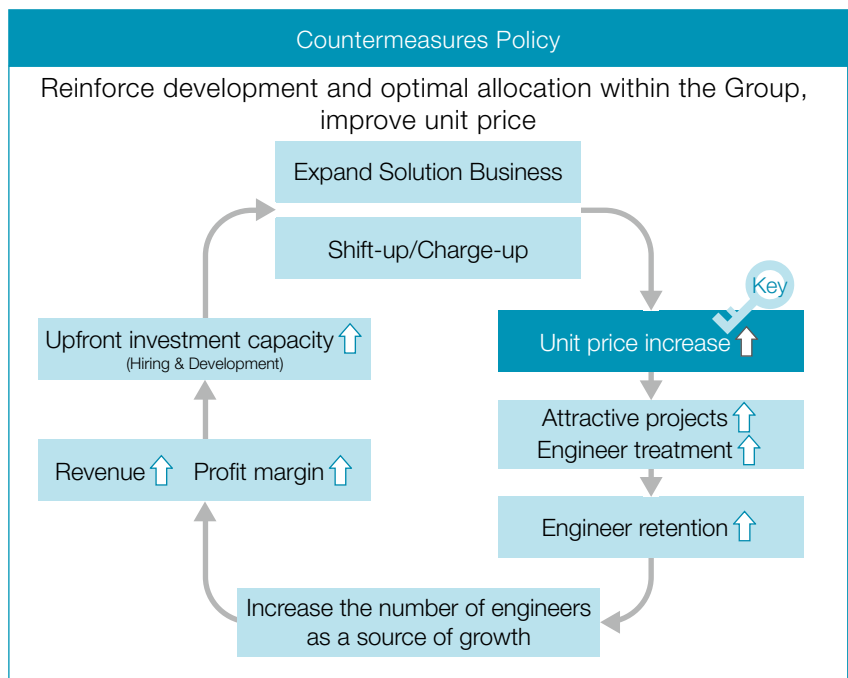 Countermeasures Policy
Reinforce development and optimal allocation within the Group,
improve unit price
Expand Solution Business
Shift-up/Charge-up
Key
Unit price increase
Attractive projects
Engineer treatment
Engineer retention
Increase the number of engineers
as a source of growth
Revenue Profit margin
Upfront investment capacity
(Hiring & Development)